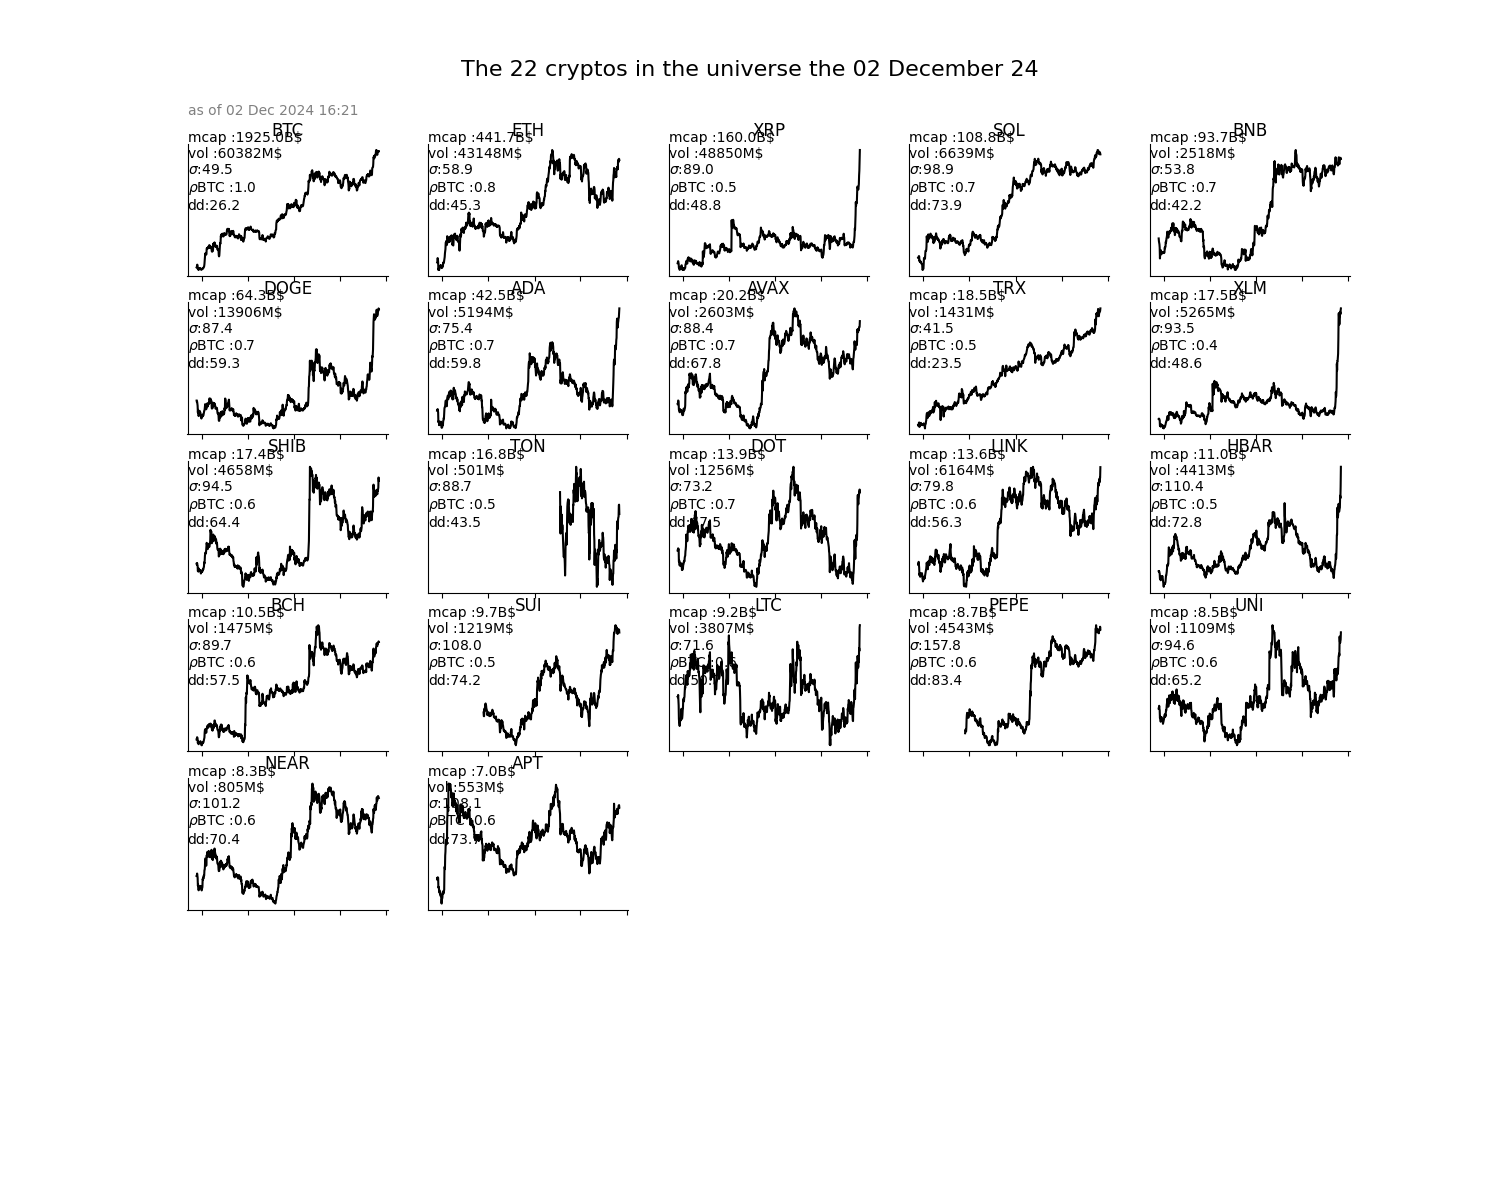 The 22 cryptos in the universe the 02 December 24
as of 02 Dec 2024 16:21
BTC
mcap :1925.0B$
vol :60382M$
σ:49.5
ρBTC :1.0
dd:26.2
ETH
mcap :441.7B$
vol :43148M$
σ:58.9
ρBTC :0.8
dd:45.3
XRP
mcap :160.0B$
vol :48850M$
σ:89.0
ρBTC :0.5
dd:48.8
SOL
mcap :108.8B$
vol :6639M$
σ:98.9
ρBTC :0.7
dd:73.9
BNB
mcap :93.7B$
vol :2518M$
σ:53.8
ρBTC :0.7
dd:42.2
DOGE
mcap :64.3B$
vol :13906M$
σ:87.4
ρBTC :0.7
dd:59.3
ADA
mcap :42.5B$
vol :5194M$
σ:75.4
ρBTC :0.7
dd:59.8
AVAX
mcap :20.2B$
vol :2603M$
σ:88.4
ρBTC :0.7
dd:67.8
TRX
mcap :18.5B$
vol :1431M$
σ:41.5
ρBTC :0.5
dd:23.5
XLM
mcap :17.5B$
vol :5265M$
σ:93.5
ρBTC :0.4
dd:48.6
SHIB
mcap :17.4B$
vol :4658M$
σ:94.5
ρBTC :0.6
dd:64.4
TON
mcap :16.8B$
vol :501M$
σ:88.7
ρBTC :0.5
dd:43.5
DOT
mcap :13.9B$
vol :1256M$
σ:73.2
ρBTC :0.7
LINK
mcap :13.6B$
vol :6164M$
σ:79.8
ρBTC :0.6
dd:56.3
HBAR
mcap :11.0B$
vol :4413M$
σ:110.4
ρBTC :0.5
dd:72.8
BCH
mcap :10.5B$
vol :1475M$
σ:89.7
ρBTC :0.6
dd:57.5
SUI
mcap :9.7B$
vol :1219M$
σ:108.0
ρBTC :0.5
dd:74.2
LTC
mcap :9.2B$
vol :3807M$
σ:71.6
PEPE
mcap :8.7B$
vol :4543M$
σ:157.8
ρBTC :0.6
dd:83.4
UNI
mcap :8.5B$
vol :1109M$
σ:94.6
ρBTC :0.6
dd:65.2
NEAR
mcap :8.3B$
vol :805M$
σ:101.2
ρBTC :0.6
dd:70.4
APT
mcap :7.0B$
vol :553M$
σ:108.1
ρBTC :0.6